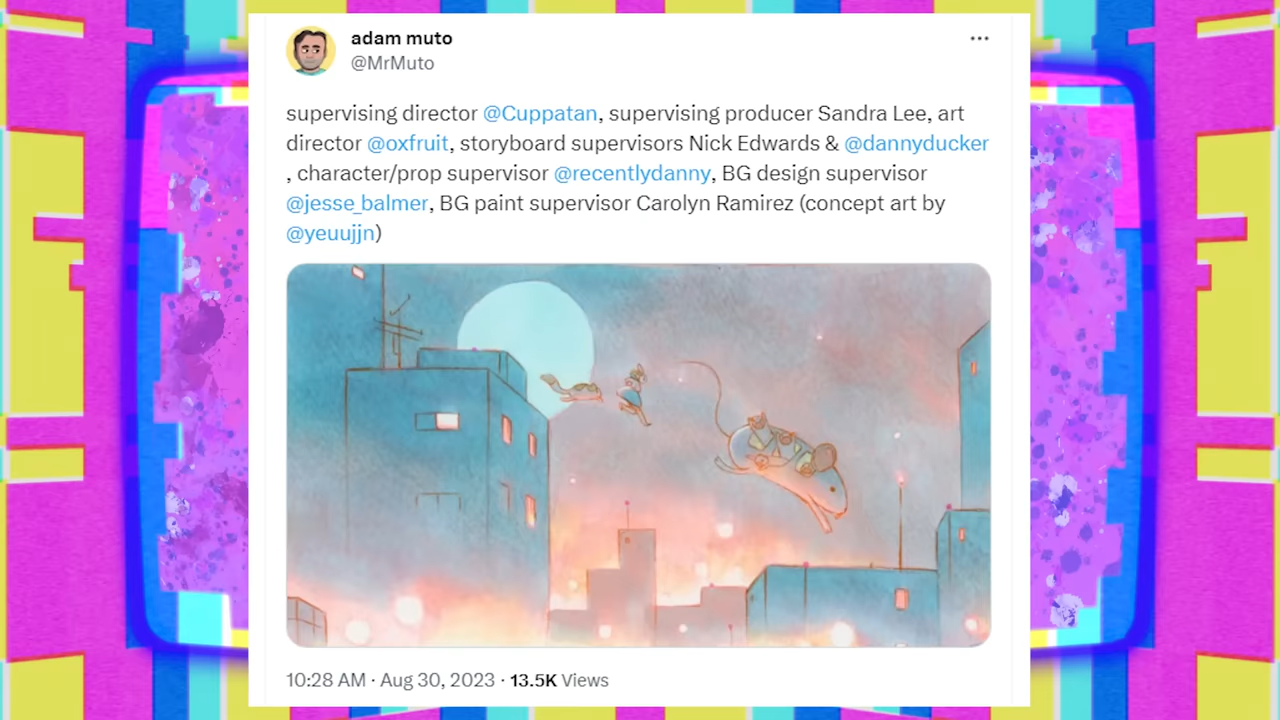 adam muto
@MrMuto
supervising director @Cuppatan, supervising producer Sandra Lee, art
director @oxfruit, storyboard supervisors Nick Edwards & @dannyducker
, character/prop supervisor @recentlydanny, BG design supervisor
@jesse_balmer, BG paint supervisor Carolyn Ramirez (concept art by
@yeuujjn)
10:28 AM · Aug 30, 2023 · 13.5K Views